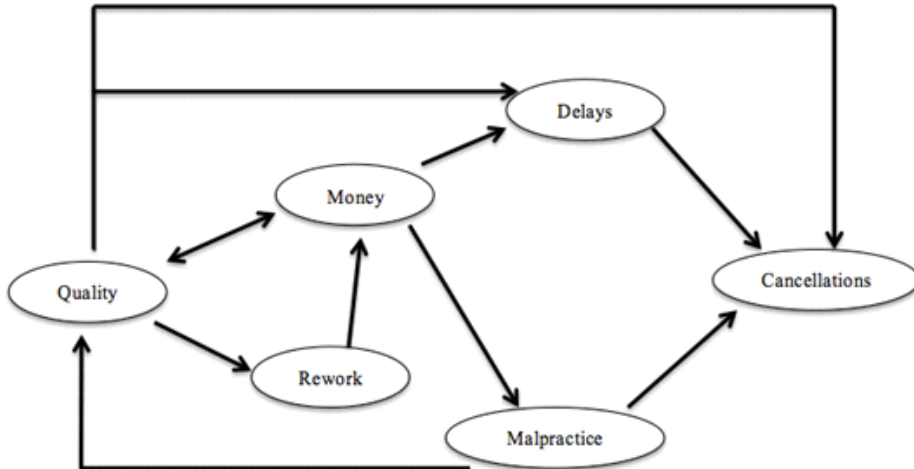 Delays
Money
Cancellations
Quality
Rework
Malpractice